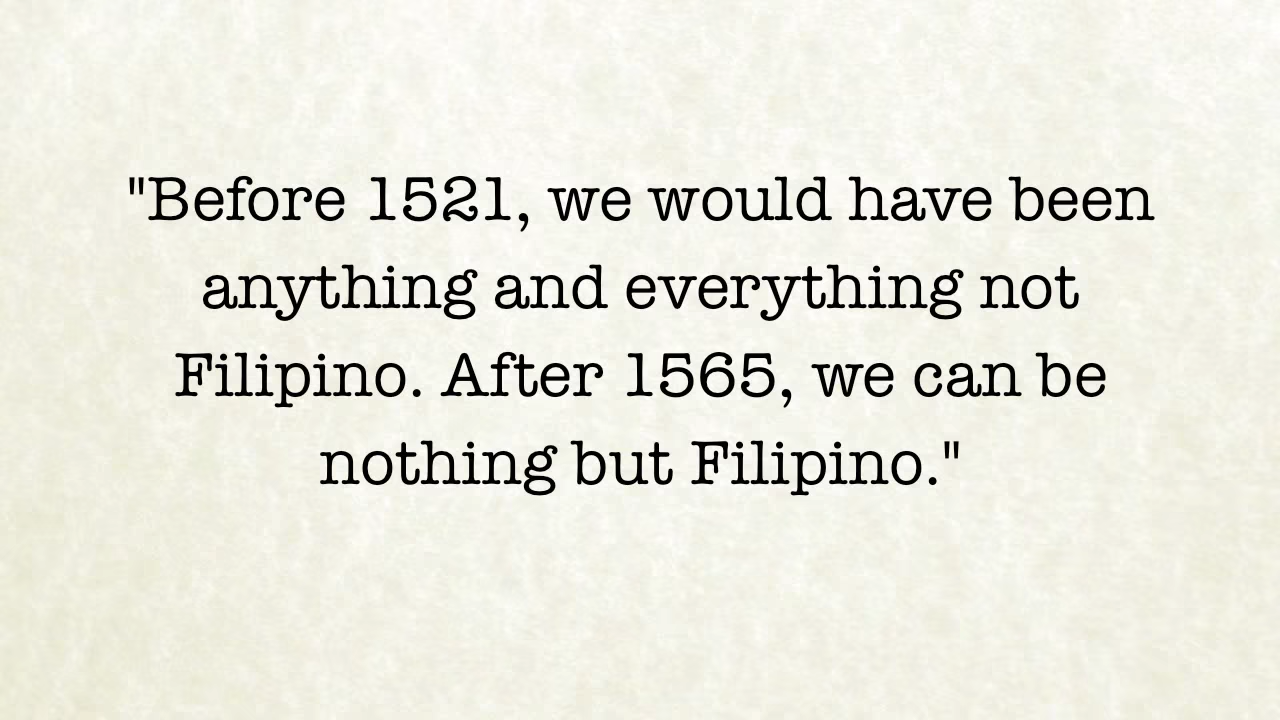 "Before 1521, we would have been
anything and everything not
Filipino. After 1565, we can be
nothing but Filipino."